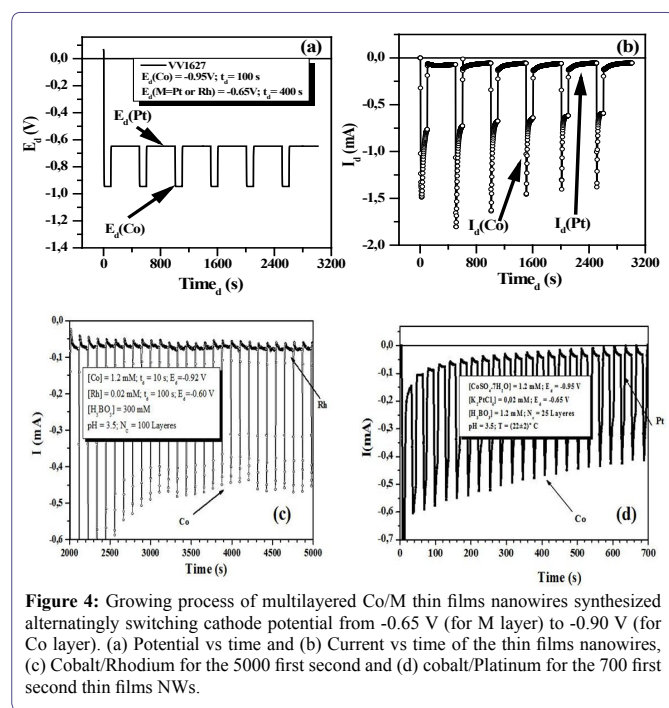 (a)
VV1627
E_d(Co) = -0.95V; t_d= 100 s
E_d(M=Pt or Rh) = -0.65V; t_d= 400 s
E_d(Pt)
E_d(Co)
E_d (V)
0,0
-0,2
-0,4
-0,6
-0,8
-1,0
-1,2
-1,4
0 800 1600 2400 3200
Time_d (s)
(b)
I_d (mA)
0,0
-0,5
-1,0
-1,5
-2,0
I_d(Co)
I_d(Pt)
0 800 1600 2400 3200
Time_d (s)
I (mA)
0,0
-0,1
-0,2
-0,3
-0,4
-0,5
-0,6
[Co] = 1.2 mM; t_d = 10 s; E_d=-0.92 V
[Rh] = 0.02 mM; t_d= 100s; E_d=-0.60 V
[H_3BO_3] = 300 mM
pH = 3.5; N_C = 100 Layeres
Rh
Co
(c)
2000 2500 3000 3500 4000 4500 5000
Time (s)
I(mA)
0,0
-0,1
-0,2
-0,3
-0,4
-0,5
-0,6
-0,7
[CoSO_4.7H_2O] = 1.2 mM; E_d = -0.95
[K_2PtCl_6] = 0,02 mM; E_d = -0.65
[H_3BO_3] = 1.2 mM; N_C = 25 Layeres
pH = 3.5; T = (22±2)° C
Pt
Co
(d)
0 100 200 300 400 500 600 700
Time (s)
Figure 4: Growing process of multilayered Co/M thin films nanowires synthesized
alternatingly switching cathode potential from -0.65 V (for M layer) to -0.90 V (for
Co layer). (a) Potential vs time and (b) Current vs time of the thin films nanowires,
(c) Cobalt/Rhodium for the 5000 first second and (d) cobalt/Platinum for the 700 first
second thin films NWs.